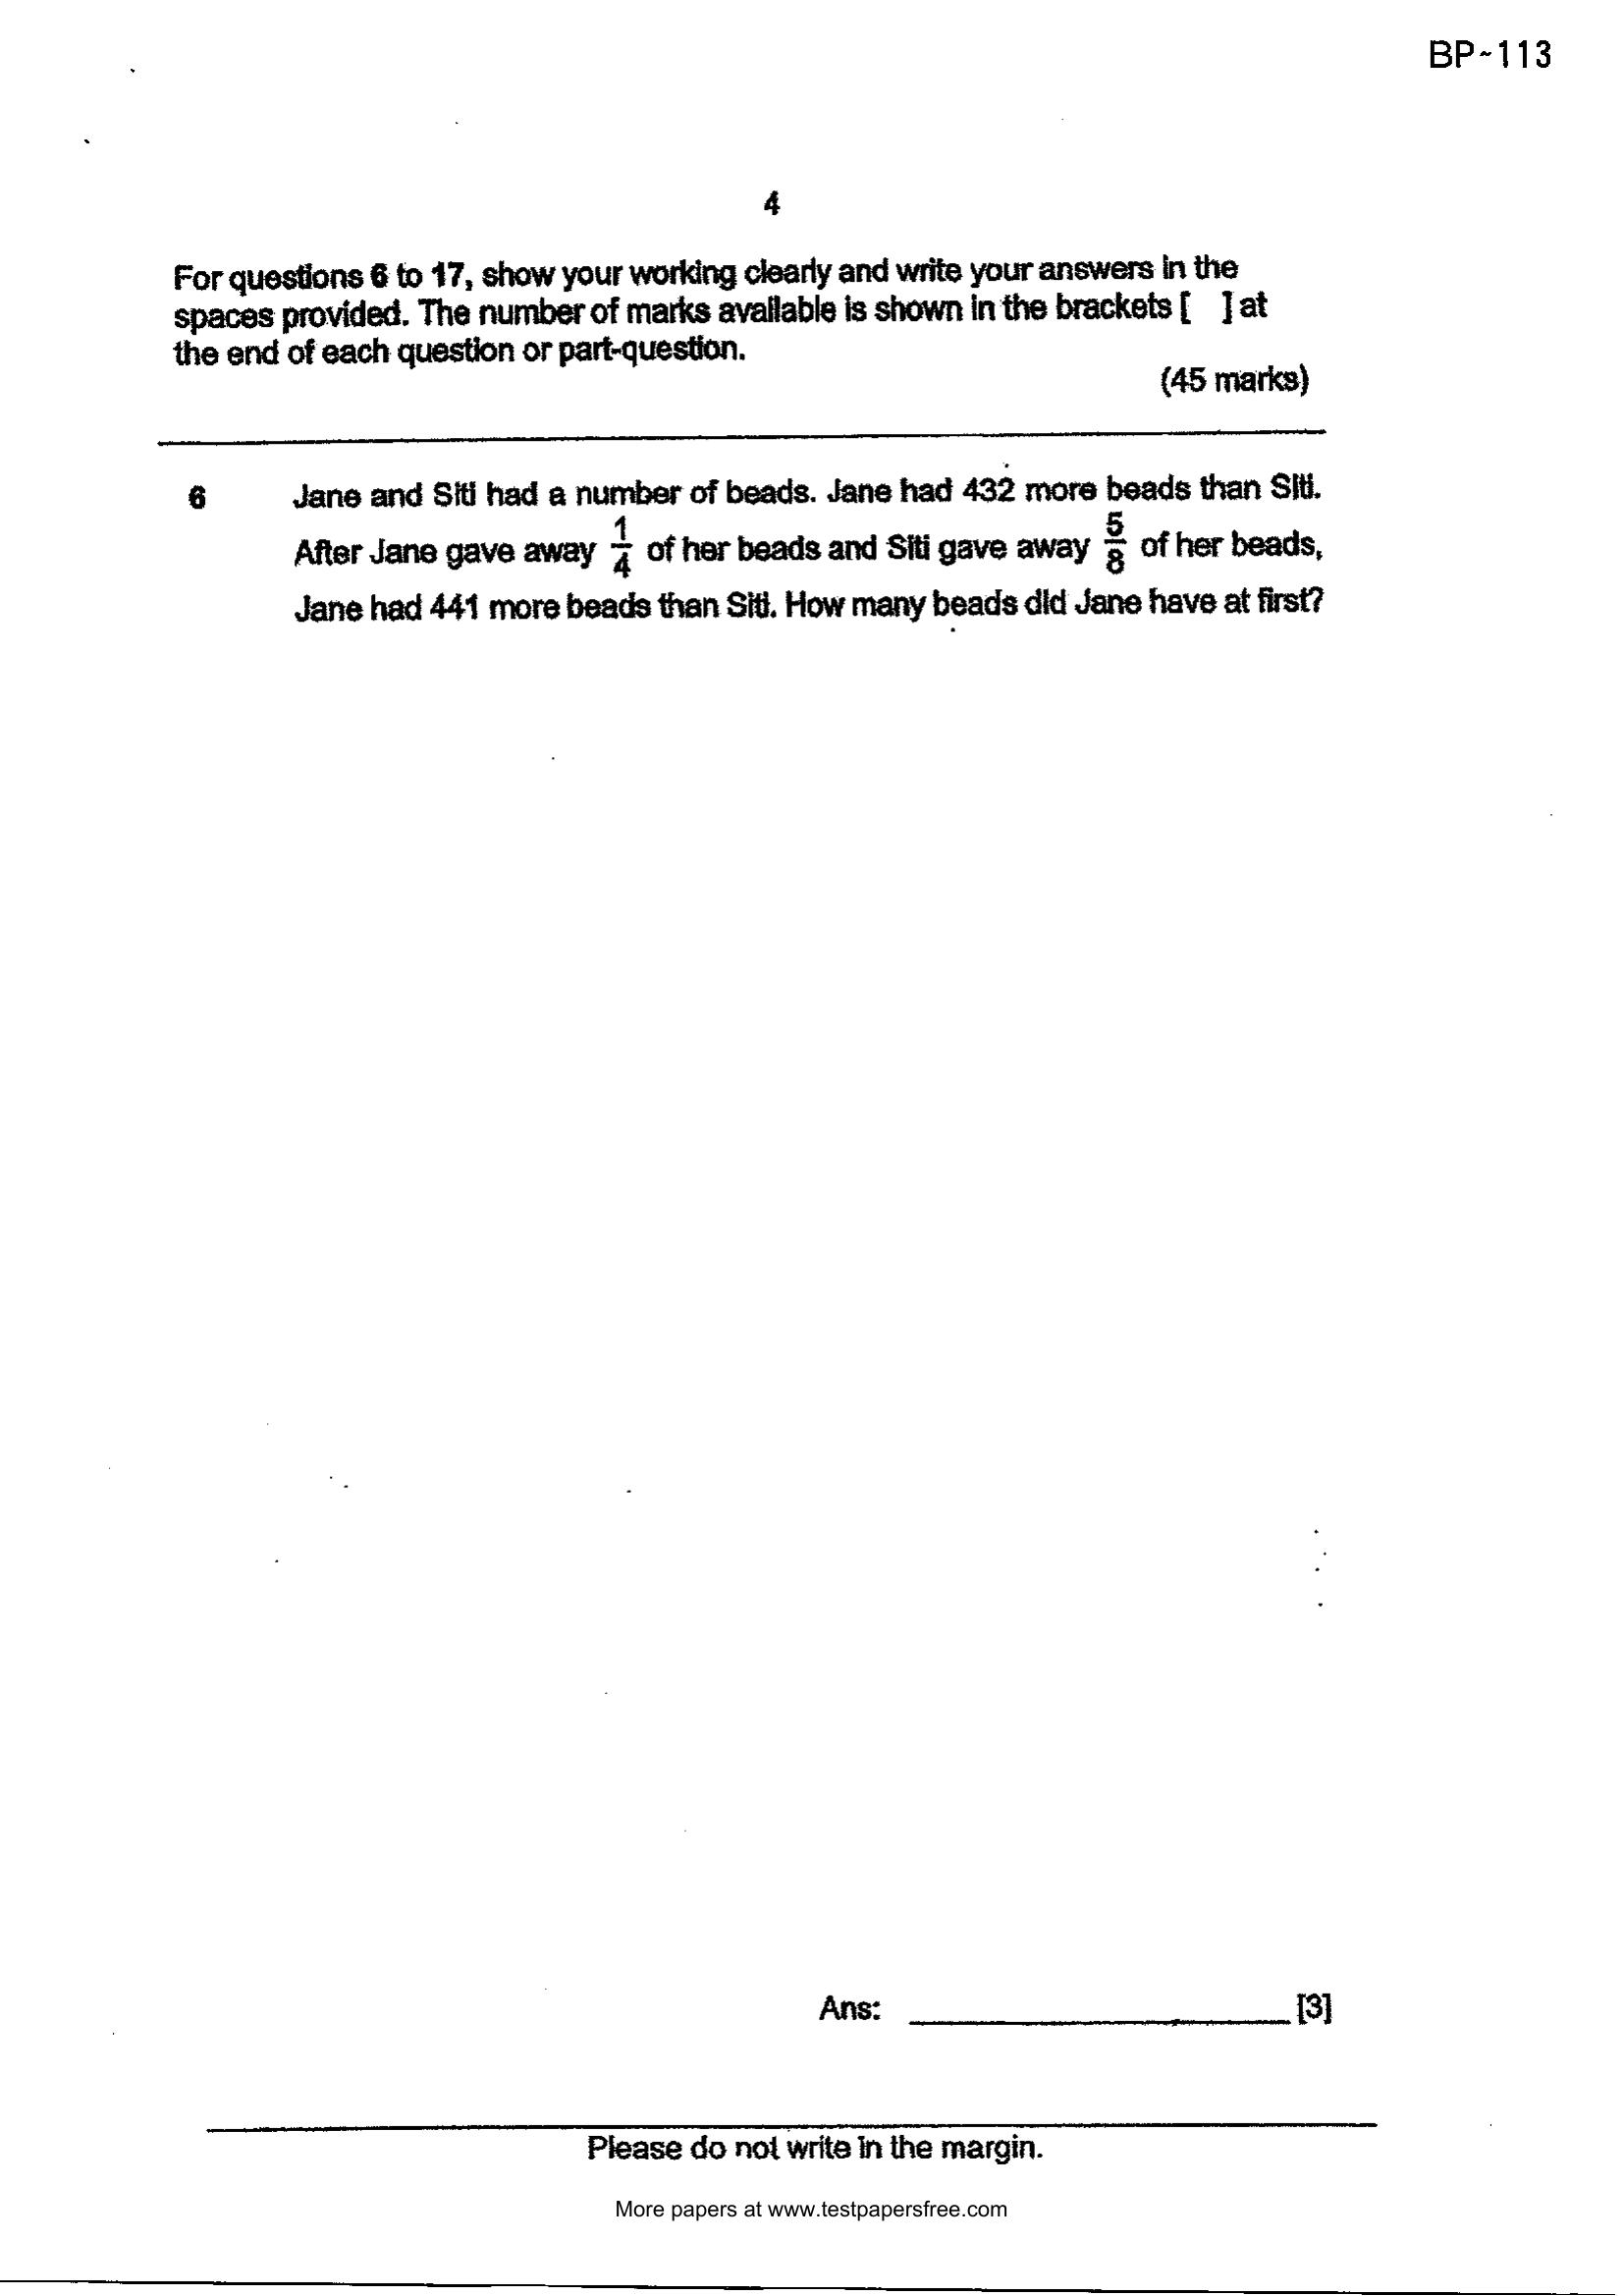 BP~113
4
For questions 6 to 17, show your working clearly and write your answers in the
spaces provided. The number of marks available is shown in the brackets [ ] at
the end of each question or part-question.
(45 marks)
6 Jane and Siti had a number of beads. Jane had 432 more beads than Siti.
After Jane gave away 1/4 of her beads and Siti gave away 5/8 of her beads,
Jane had 441 more beads than Siti. How many beads did Jane have at first?
Ans: ____________________ [3]
Please do not write in the margin.
More papers at www.testpapersfree.com